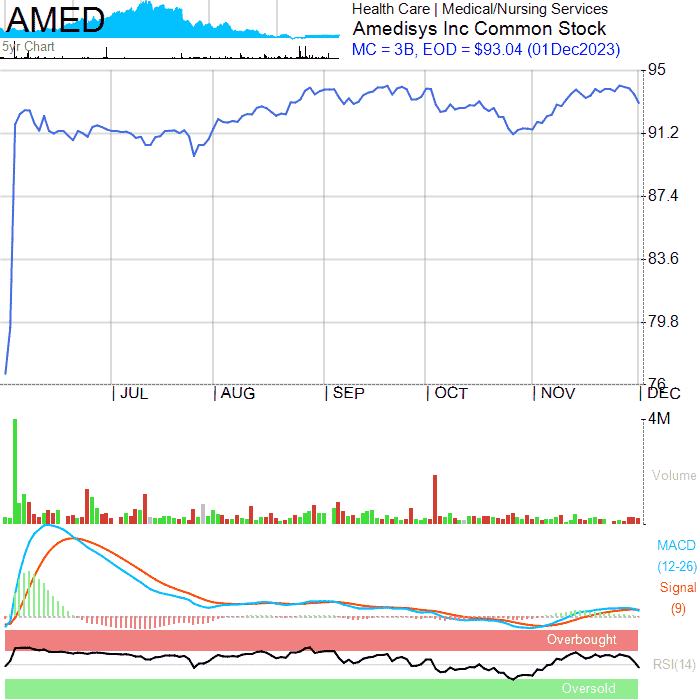 AMED
5yr Chart
Health Care | Medical/Nursing Services
Amedisys Inc Common Stock
MC = 3B, EOD = $93.04 (01Dec2023)
95
91.2
87.4
83.6
79.8
76
JUL
AUG
SEP
OCT
NOV
DEC
4M
Volume
MACD
(12-26)
Signal
(9)
Overbought
RSI(14)
Oversold